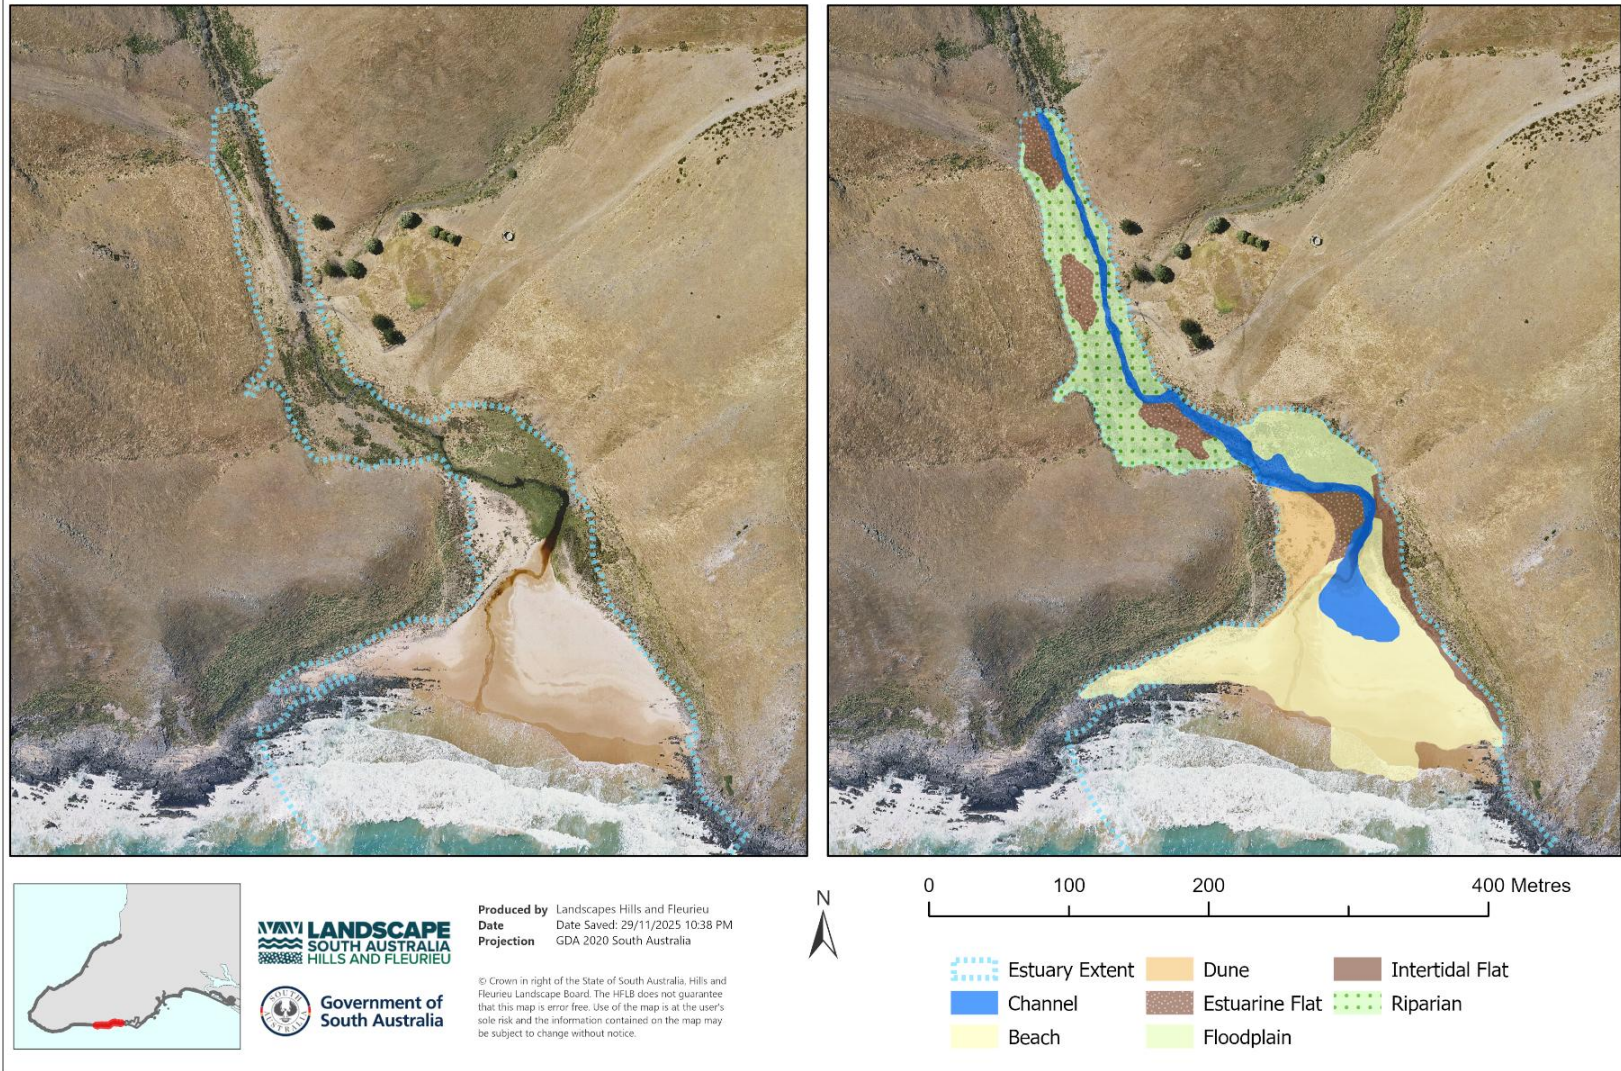 LANDSCAPE
SOUTH AUSTRALIA
HILLS AND FLEURIEU
SOUTH AUSTRALIA
Government of
South Australia
Produced by Landscapes Hills and Fleurieu
Date Date Saved: 29/11/2025 10:38 PM
Projection GDA 2020 South Australia
© Crown in right of the State of South Australia, Hills and
Fleurieu Landscape Board. The HFLB does not guarantee
that this map is error free. Use of the map is at the user's
sole risk and the information contained on the map may
be subject to change without notice.
N
0 100 200 400 Metres
Estuary Extent
Channel
Beach
Dune
Estuarine Flat
Floodplain
Intertidal Flat
Riparian